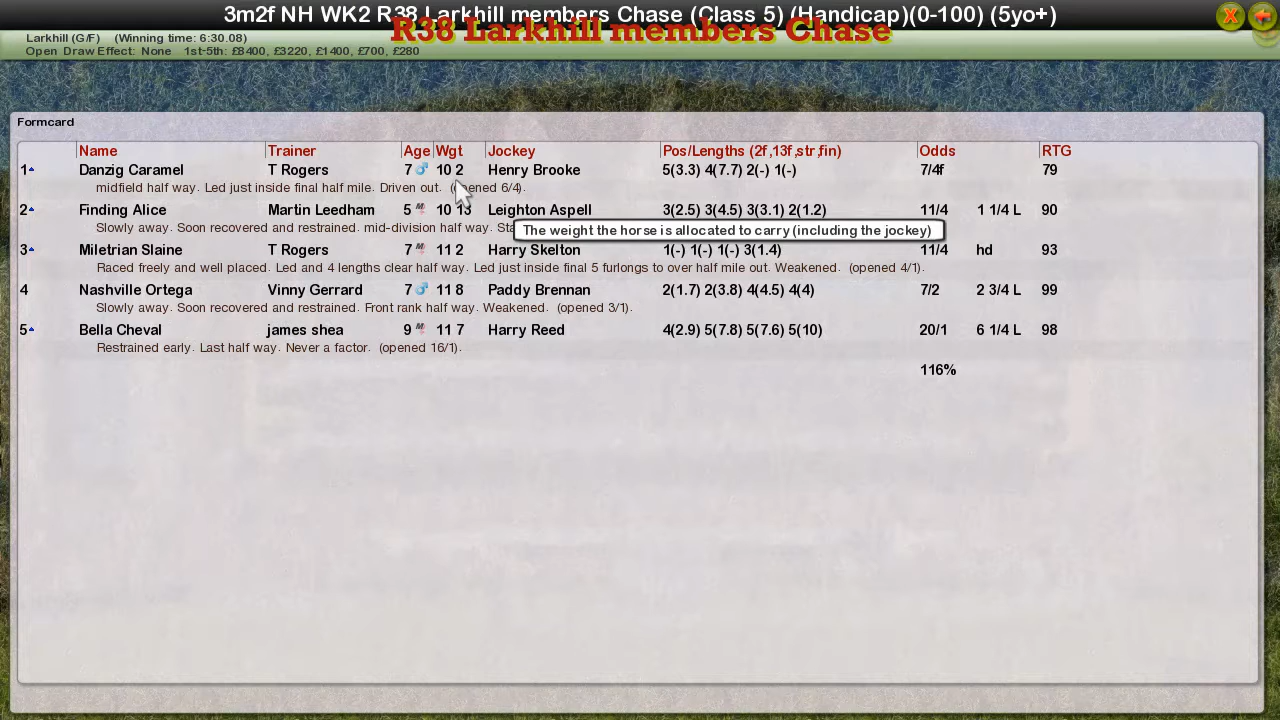 3m2f NH WK2 R38 Larkhill members Chase (Class 5) (Handicap)(0-100) (5yo+)
R38 Larkhill members Chase
Larkhill (G/F) (Winning time: 6:30.08)
Open Draw Effect: None 1st-5th: £8400, £3220, £1400, £700, £280
Formcard
Name Trainer Age Wgt Jockey Pos/Lengths (2f,13f,str,fin) Odds RTG
1 Danzig Caramel T Rogers 7 10 2 Henry Brooke 5(3.3) 4(7.7) 2(-) 1(-) 7/4f 79
midfield half way. Led just inside final half mile. Driven out. 6/4).
2 Finding Alice Martin Leedham 5 10 13 Leighton Aspell 3(2.5) 3(4.5) 3(3.1) 2(1.2) 11/4 1 1/4 L 90
Slowly away. Soon recovered and restrained. mid-division half way.
The weight the horse is allocated to carry (including the jockey)
3 Miletrian Slaine T Rogers 7 11 2 Harry Skelton 1(-) 1(-) 1(-) 3(1.4) 11/4 hd 93
Raced freely and well placed. Led and 4 lengths clear half way. Led just inside final 5 furlongs to over half mile out. Weakened. (opened 4/1).
4 Nashville Ortega Vinny Gerrard 7 11 8 Paddy Brennan 2(1.7) 2(3.8) 4(4.5) 4(4) 7/2 2 3/4 L 99
Slowly away. Soon recovered and restrained. Front rank half way. Weakened. (opened 3/1).
5 Bella Cheval james shea 9 11 7 Harry Reed 4(2.9) 5(7.8) 5(7.6) 5(10) 20/1 6 1/4 L 98
Restrained early. Last half way. Never a factor. (opened 16/1).
116%